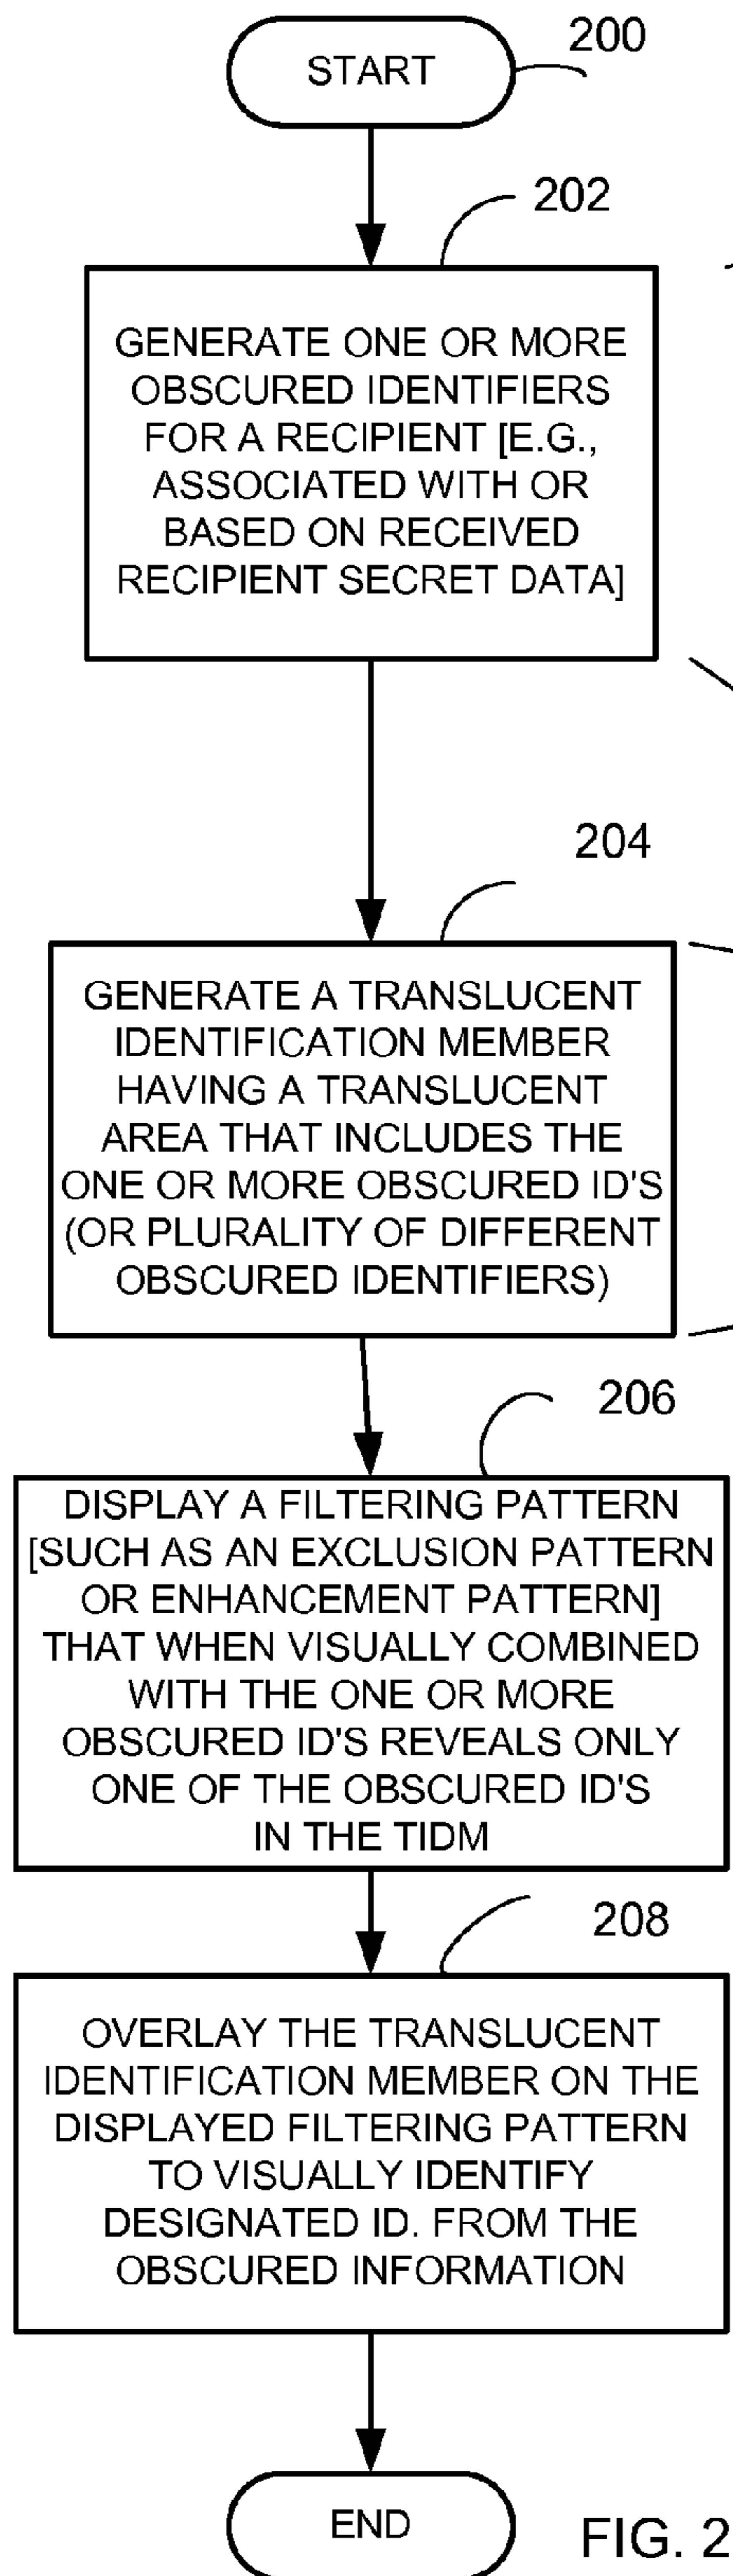 START
200
202
GENERATE ONE OR MORE
OBSCURED IDENTIFIERS
FOR A RECIPIENT [E.G.,
ASSOCIATED WITH OR
BASED ON RECEIVED
RECIPIENT SECRET DATA]
204
GENERATE A TRANSLUCENT
IDENTIFICATION MEMBER
HAVING A TRANSLUCENT
AREA THAT INCLUDES THE
ONE OR MORE OBSCURED ID'S
(OR PLURALITY OF DIFFERENT
OBSCURED IDENTIFIERS)
206
DISPLAY A FILTERING PATTERN
[SUCH AS AN EXCLUSION PATTERN
OR ENHANCEMENT PATTERN]
THAT WHEN VISUALLY COMBINED
WITH THE ONE OR MORE
OBSCURED ID'S REVEALS ONLY
ONE OF THE OBSCURED ID'S
IN THE TIDM
208
OVERLAY THE TRANSLUCENT
IDENTIFICATION MEMBER ON THE
DISPLAYED FILTERING PATTERN
TO VISUALLY IDENTIFY
DESIGNATED ID. FROM THE
OBSCURED INFORMATION
END
FIG. 2